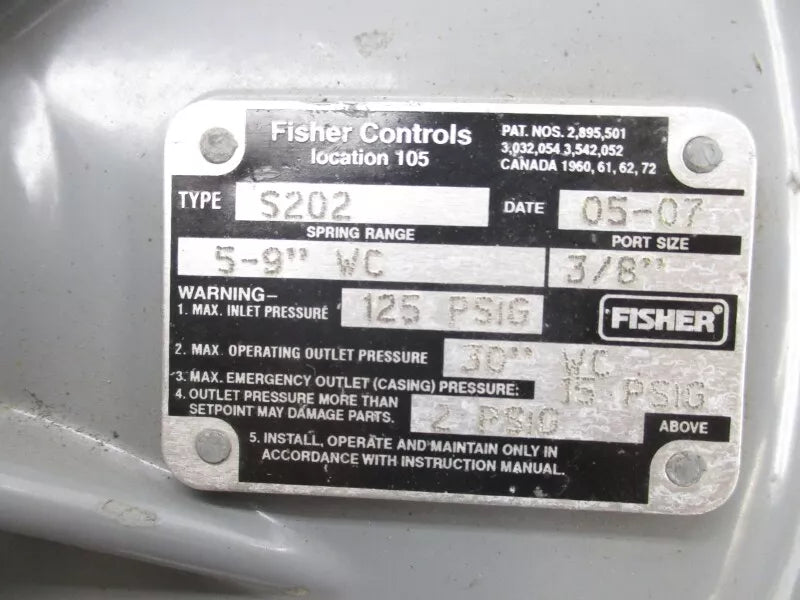 Fisher Controls
location 105
PAT. NOS. 2,895,501
3,032,054 3,542,052
CANADA 1960, 61, 62, 72
TYPE S202 DATE 05-07
SPRING RANGE PORT SIZE
5-9" WC 3/8"
WARNING–
1. MAX. INLET PRESSURE 125 PSIG FISHER®
2. MAX. OPERATING OUTLET PRESSURE 30" WC
3. MAX. EMERGENCY OUTLET (CASING) PRESSURE: 15 PSIG
4. OUTLET PRESSURE MORE THAN
SETPOINT MAY DAMAGE PARTS. 2 PSIG ABOVE
5. INSTALL, OPERATE AND MAINTAIN ONLY IN
ACCORDANCE WITH INSTRUCTION MANUAL.